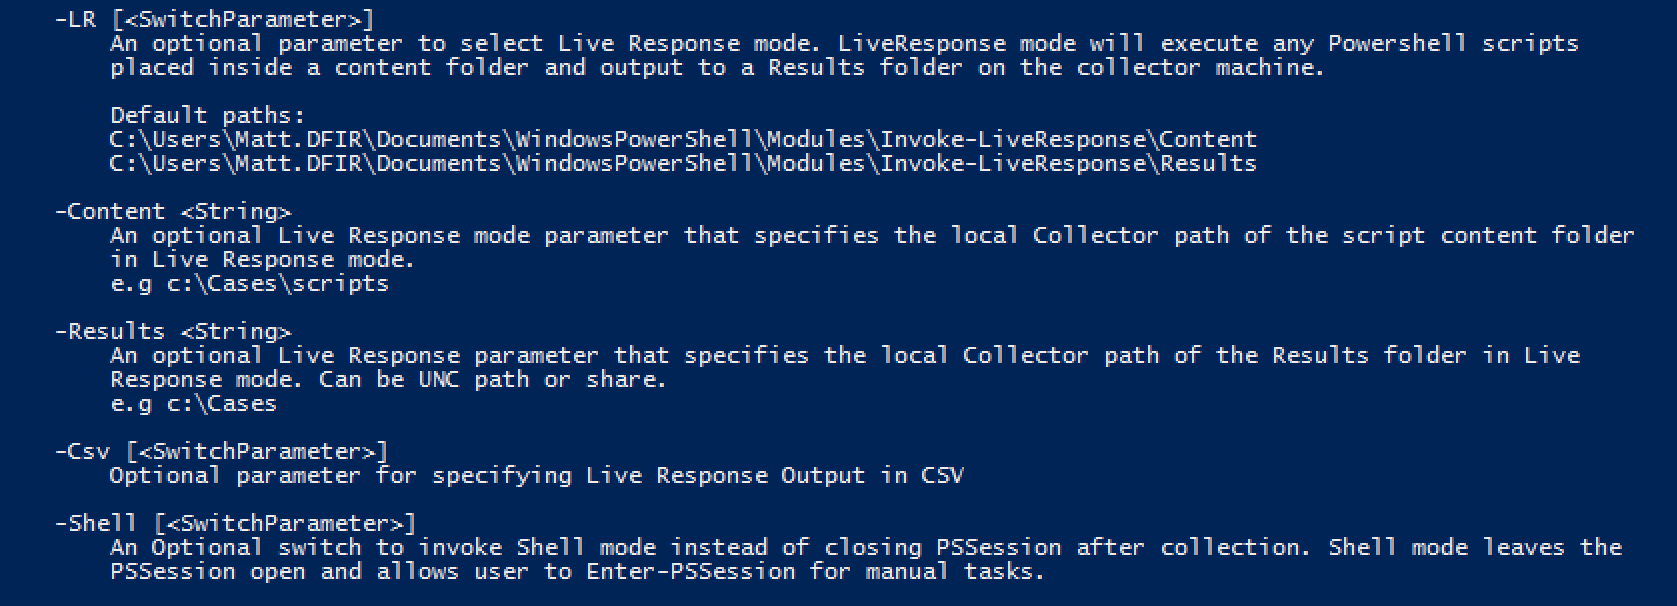 -LR [<SwitchParameter>]
An optional parameter to select Live Response mode. LiveResponse mode will execute any Powershell scripts
placed inside a content folder and output to a Results folder on the collector machine.
Default paths:
C:\Users\Matt.DFIR\Documents\WindowsPowerShell\Modules\Invoke-LiveResponse\Content
C:\Users\Matt.DFIR\Documents\WindowsPowerShell\Modules\Invoke-LiveResponse\Results
-Content <String>
An optional Live Response mode parameter that specifies the local Collector path of the script content folder
in Live Response mode.
e.g c:\Cases\scripts
-Results <String>
An optional Live Response parameter that specifies the local Collector path of the Results folder in Live
Response mode. Can be UNC path or share.
e.g c:\Cases
-Csv [<SwitchParameter>]
Optional parameter for specifying Live Response Output in CSV
-Shell [<SwitchParameter>]
An Optional switch to invoke Shell mode instead of closing PSSession after collection. Shell mode leaves the
PSSession open and allows user to Enter-PSSession for manual tasks.